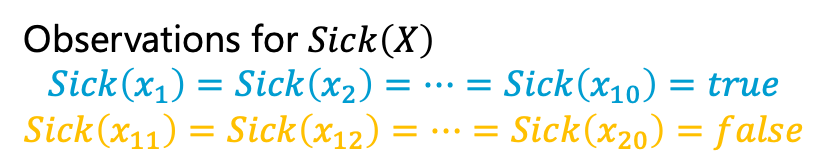 Observations for Sick(X)
Sick(x₁) = Sick(x₂) = ⋯ = Sick(x₁₀) = true
Sick(x₁₁) = Sick(x₁₂) = ⋯ = Sick(x₂₀) = false